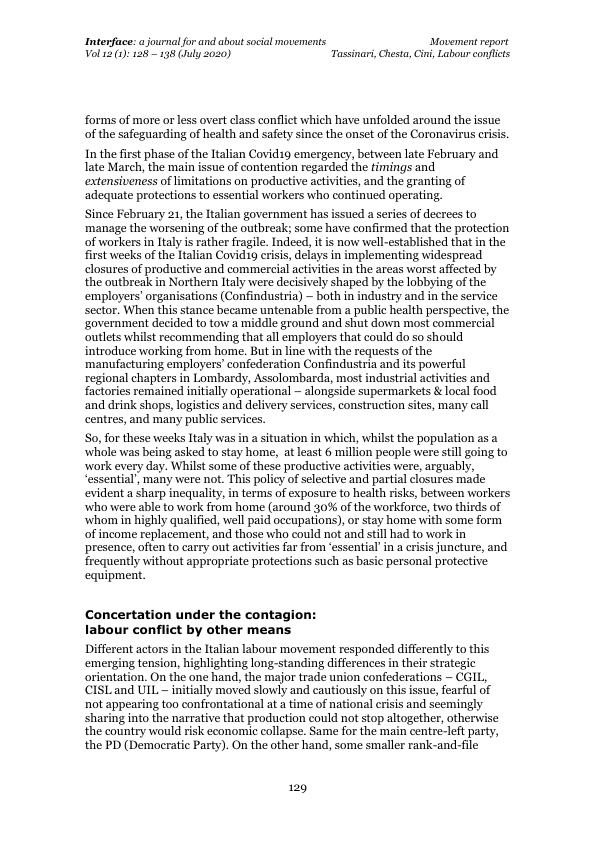 Interface: a journal for and about social movements Movement report
Vol 12 (1): 128 – 138 (July 2020) Tassinari, Chesta, Cini, Labour conflicts
forms of more or less overt class conflict which have unfolded around the issue
of the safeguarding of health and safety since the onset of the Coronavirus crisis.
In the first phase of the Italian Covid19 emergency, between late February and
late March, the main issue of contention regarded the timings and
extensiveness of limitations on productive activities, and the granting of
adequate protections to essential workers who continued operating.
Since February 21, the Italian government has issued a series of decrees to
manage the worsening of the outbreak; some have confirmed that the protection
of workers in Italy is rather fragile. Indeed, it is now well-established that in the
first weeks of the Italian Covid19 crisis, delays in implementing widespread
closures of productive and commercial activities in the areas worst affected by
the outbreak in Northern Italy were decisively shaped by the lobbying of the
employers’ organisations (Confindustria) – both in industry and in the service
sector. When this stance became untenable from a public health perspective, the
government decided to tow a middle ground and shut down most commercial
outlets whilst recommending that all employers that could do so should
introduce working from home. But in line with the requests of the
manufacturing employers’ confederation Confindustria and its powerful
regional chapters in Lombardy, Assolombarda, most industrial activities and
factories remained initially operational – alongside supermarkets & local food
and drink shops, logistics and delivery services, construction sites, many call
centres, and many public services.
So, for these weeks Italy was in a situation in which, whilst the population as a
whole was being asked to stay home, at least 6 million people were still going to
work every day. Whilst some of these productive activities were, arguably,
‘essential’, many were not. This policy of selective and partial closures made
evident a sharp inequality, in terms of exposure to health risks, between workers
who were able to work from home (around 30% of the workforce, two thirds of
whom in highly qualified, well paid occupations), or stay home with some form
of income replacement, and those who could not and still had to work in
presence, often to carry out activities far from ‘essential’ in a crisis juncture, and
frequently without appropriate protections such as basic personal protective
equipment.
Concertation under the contagion:
labour conflict by other means
Different actors in the Italian labour movement responded differently to this
emerging tension, highlighting long-standing differences in their strategic
orientation. On the one hand, the major trade union confederations – CGIL,
CISL and UIL – initially moved slowly and cautiously on this issue, fearful of
not appearing too confrontational at a time of national crisis and seemingly
sharing into the narrative that production could not stop altogether, otherwise
the country would risk economic collapse. Same for the main centre-left party,
the PD (Democratic Party). On the other hand, some smaller rank-and-file
129